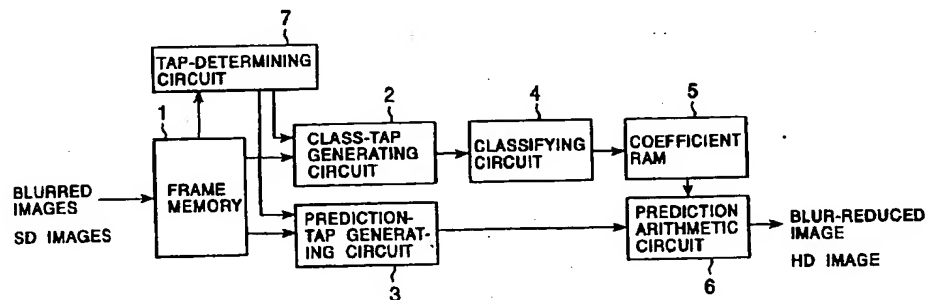 7
TAP-DETERMINING
CIRCUIT
1
FRAME
MEMORY
BLURRED
IMAGES
SD IMAGES
2
CLASS-TAP
GENERATING
CIRCUIT
4
CLASSIFYING
CIRCUIT
5
COEFFICIENT
RAM
PREDICTION-
TAP GENERAT-
ING CIRCUIT
3
PREDICTION
ARITHMETIC
CIRCUIT
6
BLUR-REDUCED
IMAGE
HD IMAGE